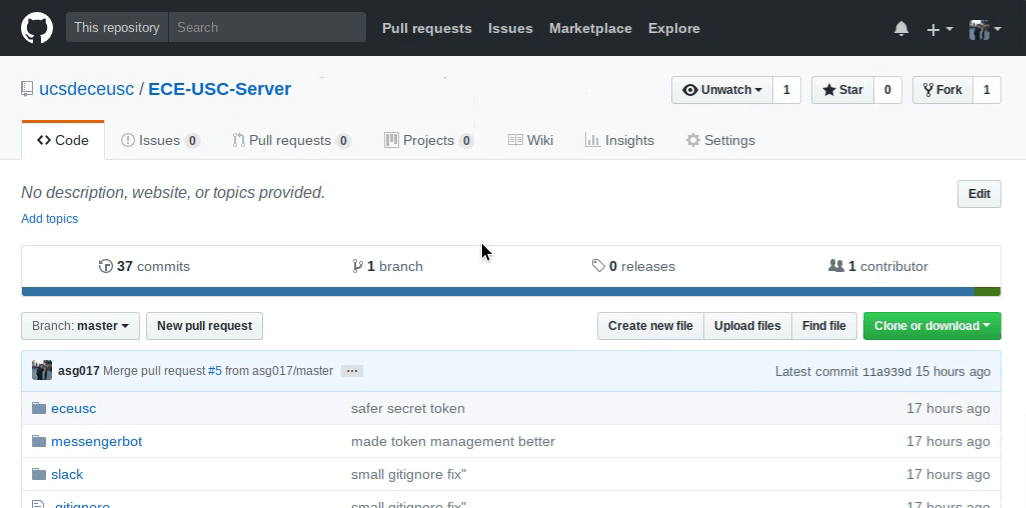 This repository Search Pull requests Issues Marketplace Explore
ucsdeceusc / ECE-USC-Server Unwatch 1 Star 0 Fork 1
Code Issues 0 Pull requests 0 Projects 0 Wiki Insights Settings
No description, website, or topics provided. Edit
Add topics
37 commits 1 branch 0 releases 1 contributor
Branch: master New pull request Create new file Upload files Find file Clone or download
asg017 Merge pull request #5 from asg017/master ... Latest commit 11a939d 15 hours ago
eceusc safer secret token 17 hours ago
messengerbot made token management better 17 hours ago
slack small gitignore fix" 17 hours ago
.gitignore small gitignore fix" 17 hours ago